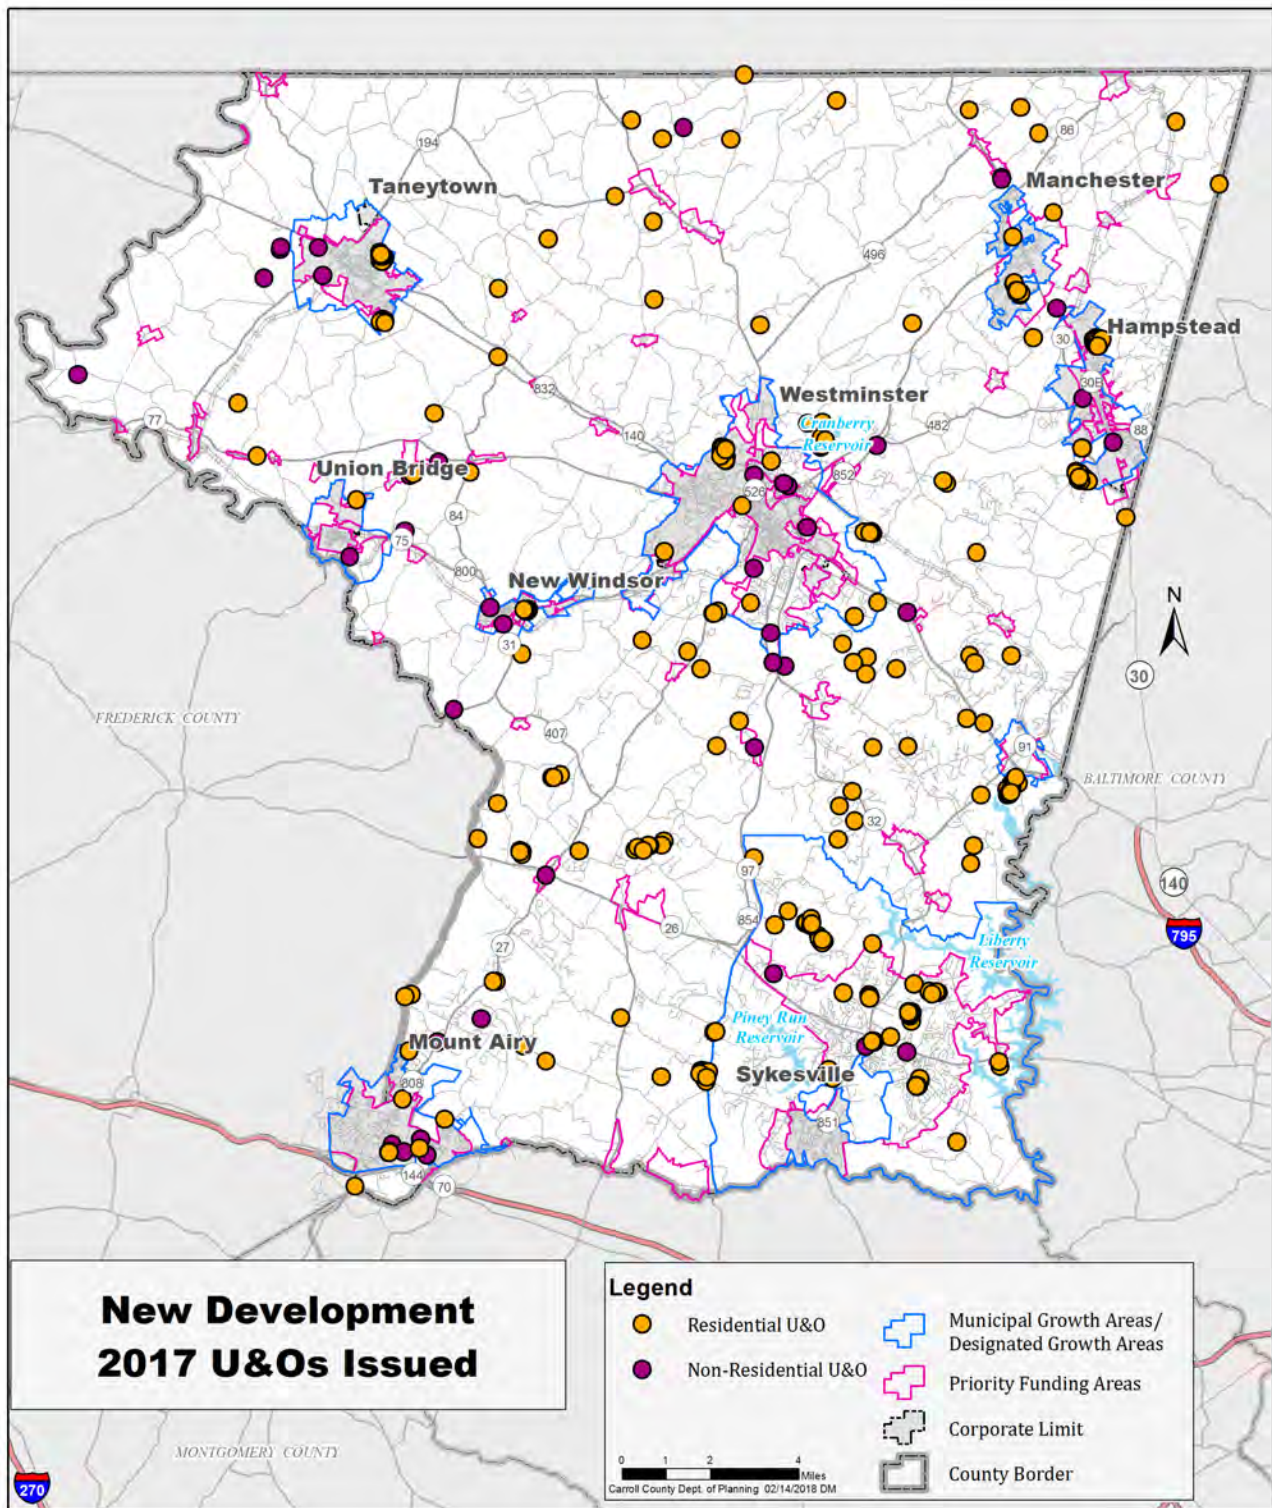 86
194
Taneytown
Manchester
496
Hampstead
30
832
Westminster
30B
77
Cranberry
Reservoir
482
88
140
Union Bridge
852
526
84
75
800
New Windsor
31
N
30
FREDERICK COUNTY
407
91
BALTIMORE COUNTY
32
97
140
854
26
795
27
Liberty
Reservoir
Piney Run
Reservoir
Mount Airy
Sykesville
808
851
144
70
New Development
2017 U&Os Issued
Legend
Residential U&O
Non-Residential U&O
Municipal Growth Areas/
Designated Growth Areas
Priority Funding Areas
Corporate Limit
County Border
0 1 2 4
Miles
Carroll County Dept. of Planning 02/14/2018 DM
MONTGOMERY COUNTY
270